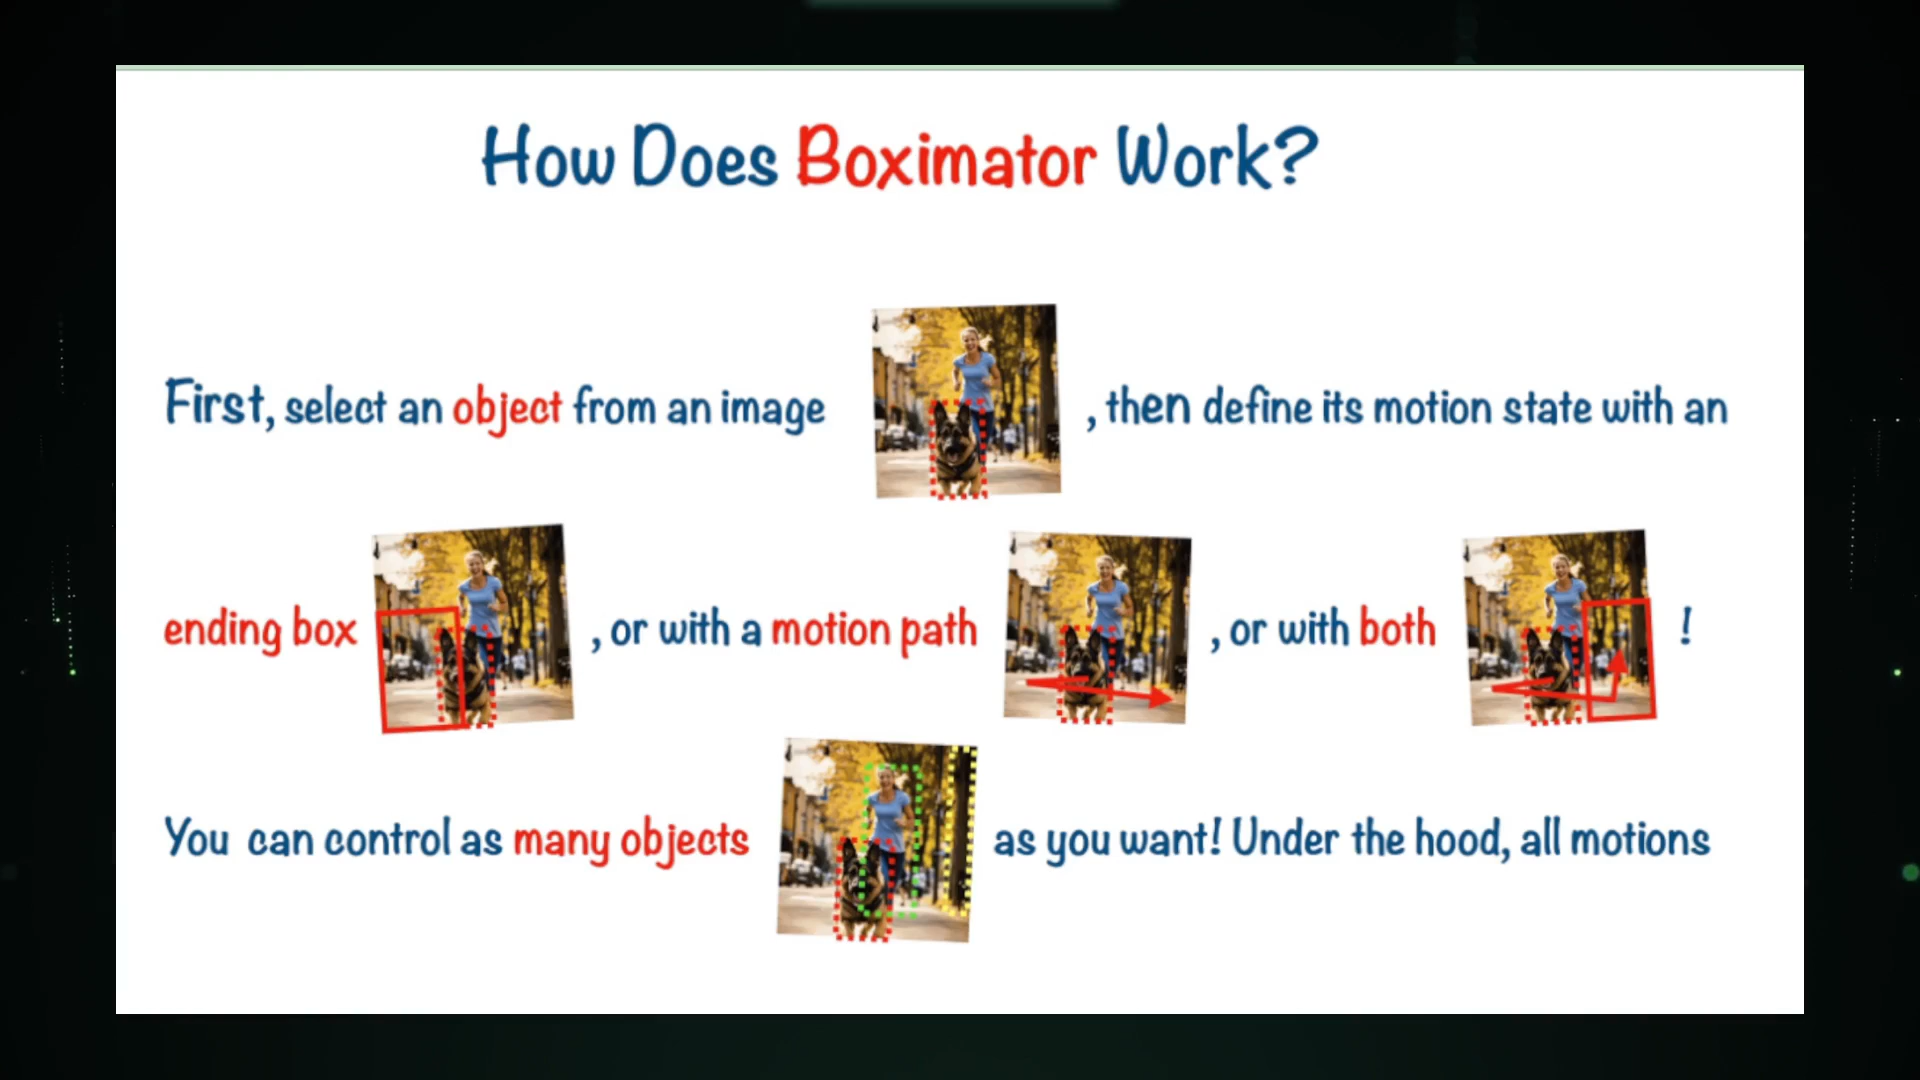 How Does Boximator Work?
First, select an object from an image , then define its motion state with an
ending box , or with a motion path , or with both !
You can control as many objects as you want! Under the hood, all motions